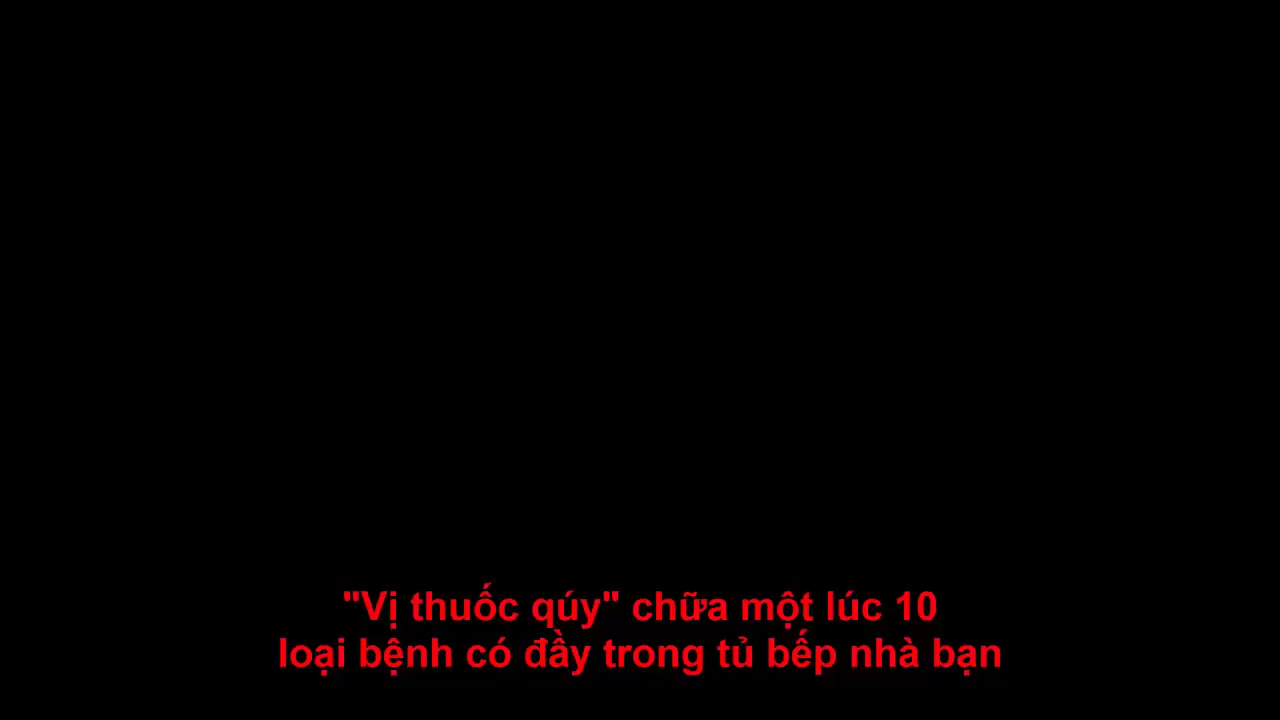 "Vị thuốc qúy" chữa một lúc 10
loại bệnh có đầy trong tủ bếp nhà bạn